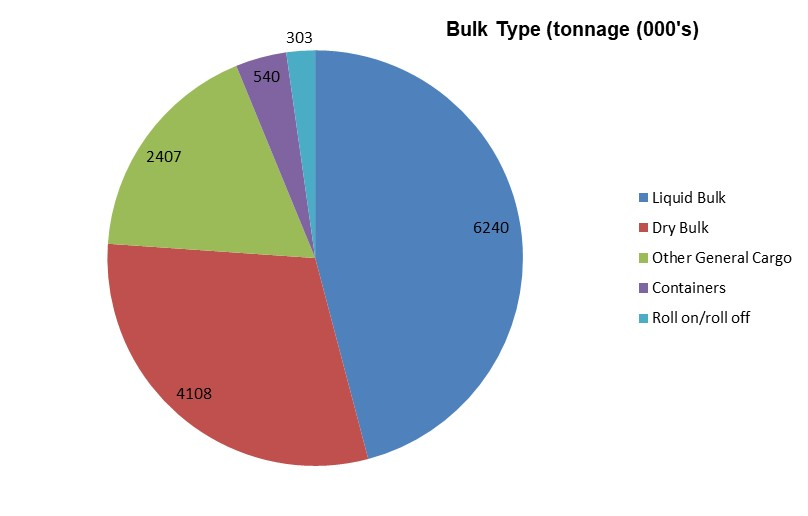 Bulk Type (tonnage (000's)
303
540
2407
6240
4108
Liquid Bulk
Dry Bulk
Other General Cargo
Containers
Roll on/roll off